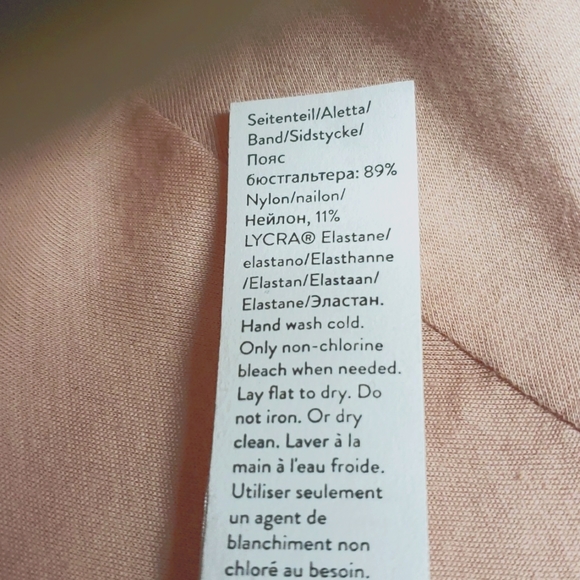 Seitenteil/Aletta/
Band/Sidstycke/
Пояс
бюстгальтера: 89%
Nylon/nailon/
Нейлон, 11%
LYCRA® Elastane/
elastano/Elasthanne
/Elastan/Elastaan/
Elastane/Эластан.
Hand wash cold.
Only non-chlorine
bleach when needed.
Lay flat to dry. Do
not iron. Or dry
clean. Laver à la
main à l'eau froide.
Utiliser seulement
un agent de
blanchiment non
chloré au besoin.